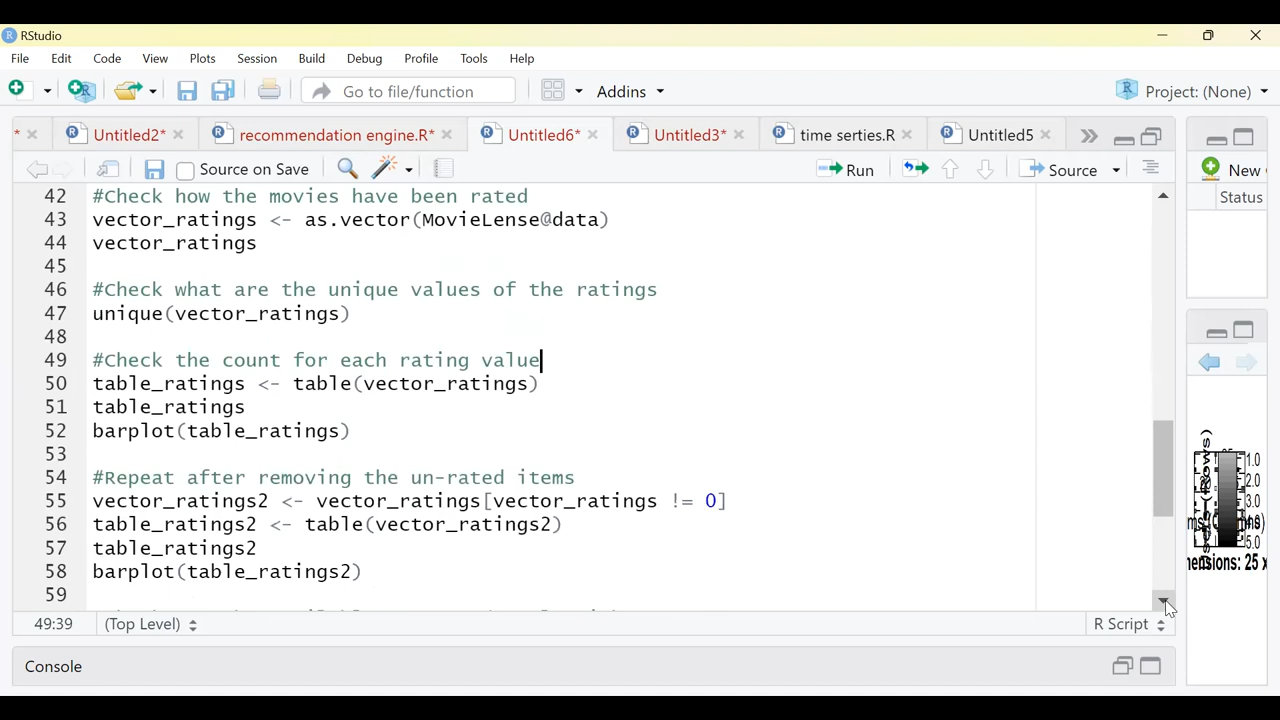 RStudio
File Edit Code View Plots Session Build Debug Profile Tools Help
Go to file/function Addins Project: (None)
* Untitled2* recommendation engine.R* Untitled6* Untitled3* time serties.R Untitled5
Source on Save Run Source New
Status
42 #Check how the movies have been rated
43 vector_ratings <- as.vector(MovieLense@data)
44 vector_ratings
45
46 #Check what are the unique values of the ratings
47 unique(vector_ratings)
48
49 #Check the count for each rating value
50 table_ratings <- table(vector_ratings)
51 table_ratings
52 barplot(table_ratings)
53
54 #Repeat after removing the un-rated items
55 vector_ratings2 <- vector_ratings[vector_ratings != 0]
56 table_ratings2 <- table(vector_ratings2)
57 table_ratings2
58 barplot(table_ratings2)
59
1.0
2.0
3.0
5.0
ensions: 25 x
49:39 (Top Level) R Script
Console